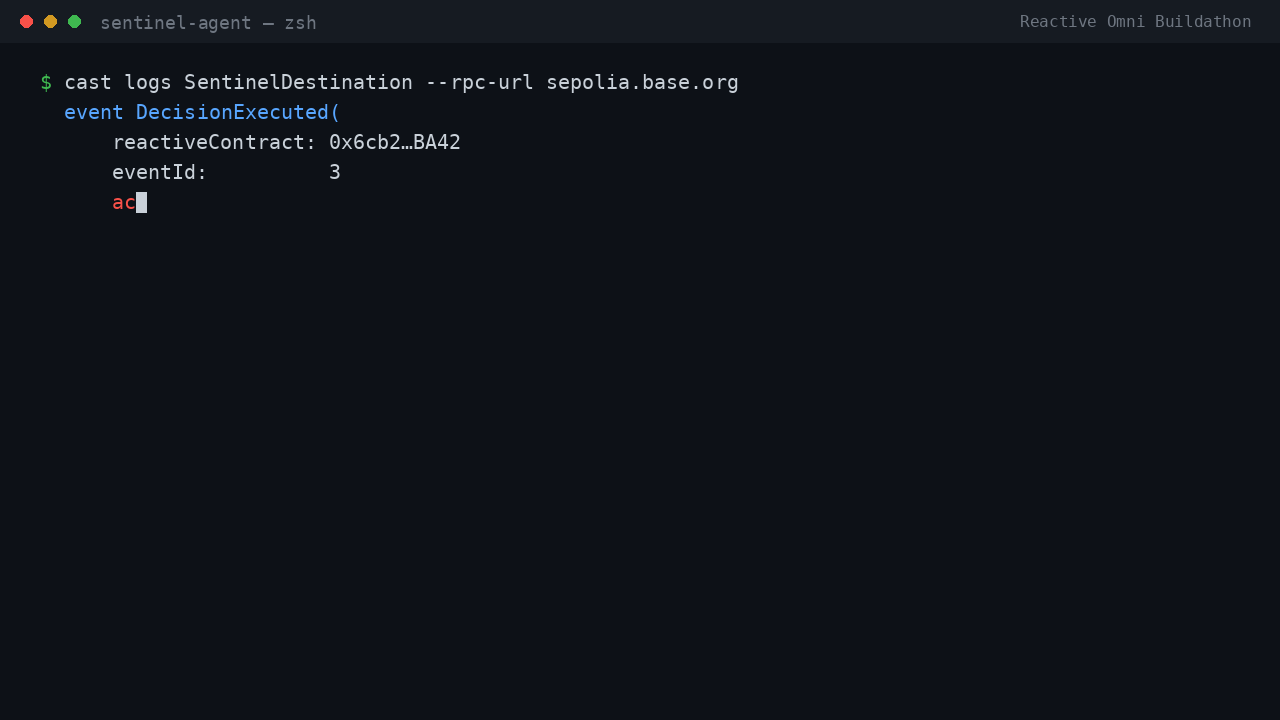 sentinel-agent — zsh
Reactive Omni Buildathon
$ cast logs SentinelDestination --rpc-url sepolia.base.org
event DecisionExecuted(
reactiveContract: 0x6cb2…BA42
eventId: 3
ac